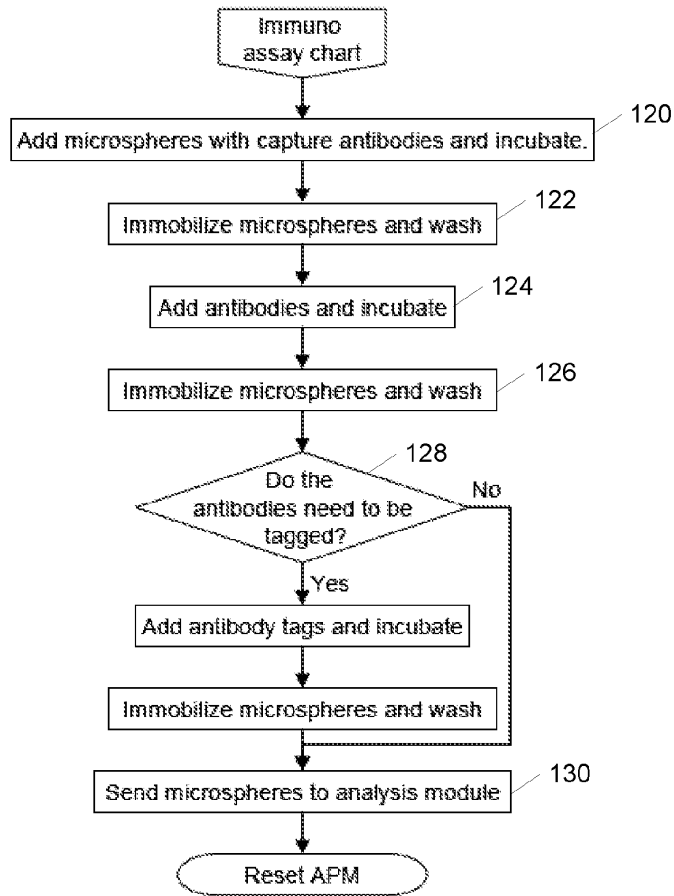 Immuno
assay chart
120
Add microspheres with capture antibodies and incubate.
122
Immobilize microspheres and wash
124
Add antibodies and incubate
126
Immobilize microspheres and wash
128
Do the
antibodies need to be
tagged?
No
Yes
Add antibody tags and incubate
Immobilize microspheres and wash
130
Send microspheres to analysis module
Reset APM